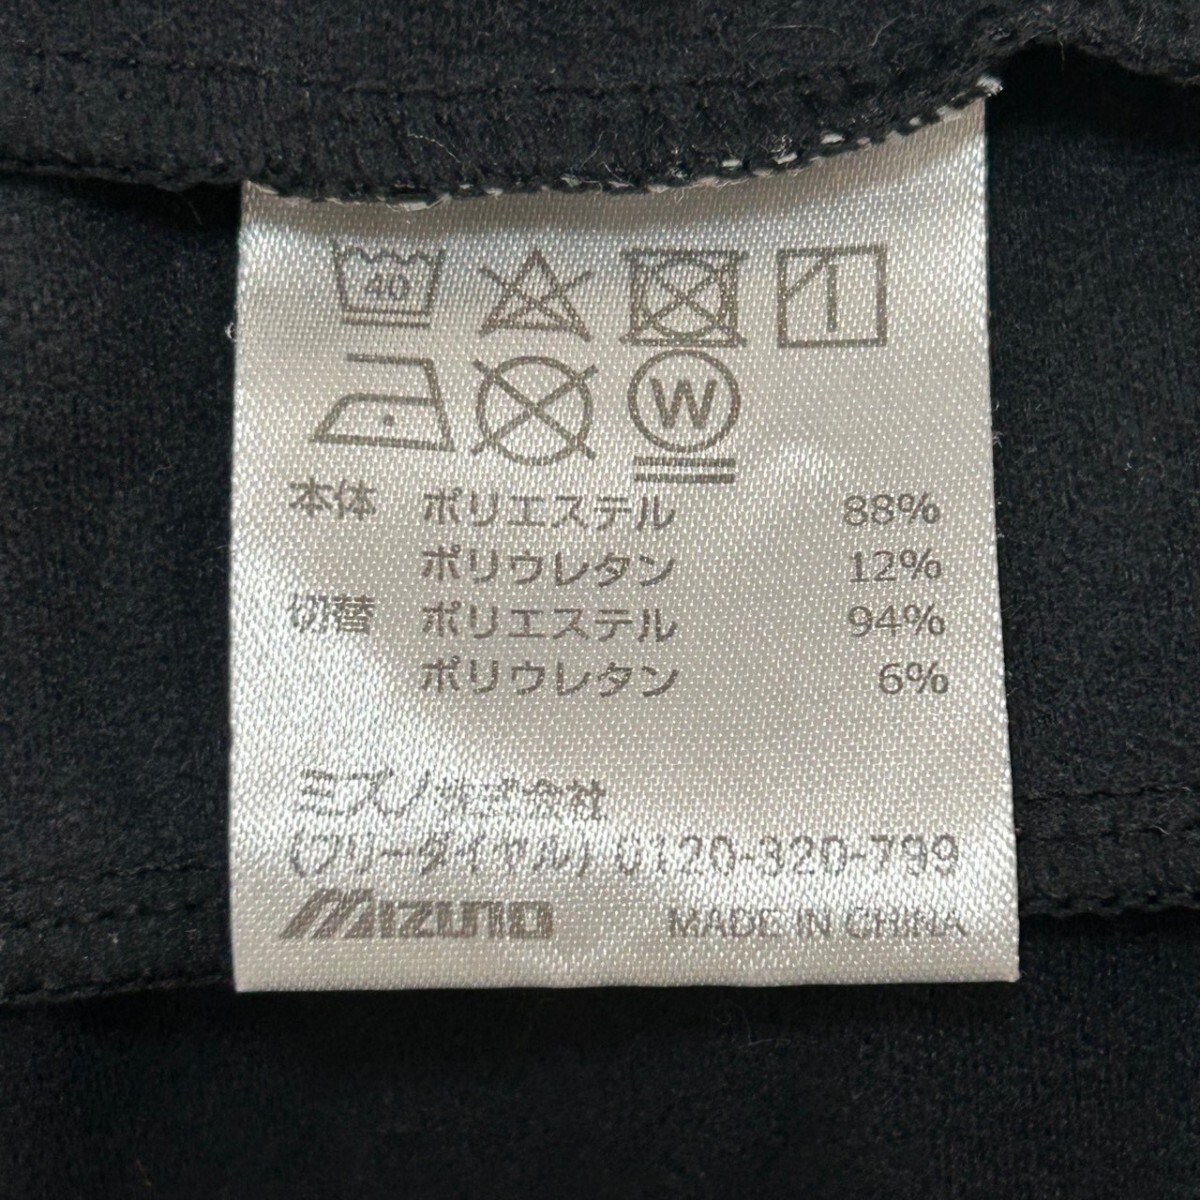 40
W
本体 ポリエステル 88%
ポリウレタン 12%
切替 ポリエステル 94%
ポリウレタン 6%
ミズノ株式会社
(フリーダイヤル) 0120-320-799
MIZUNO MADE IN CHINA